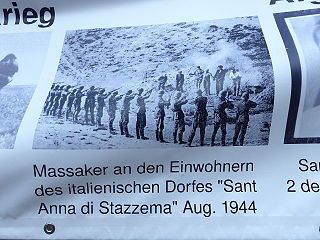 rieg
Massaker an den Einwohnern
des italienischen Dorfes "Sant
Anna di Stazzema" Aug. 1944
Sa
2 de